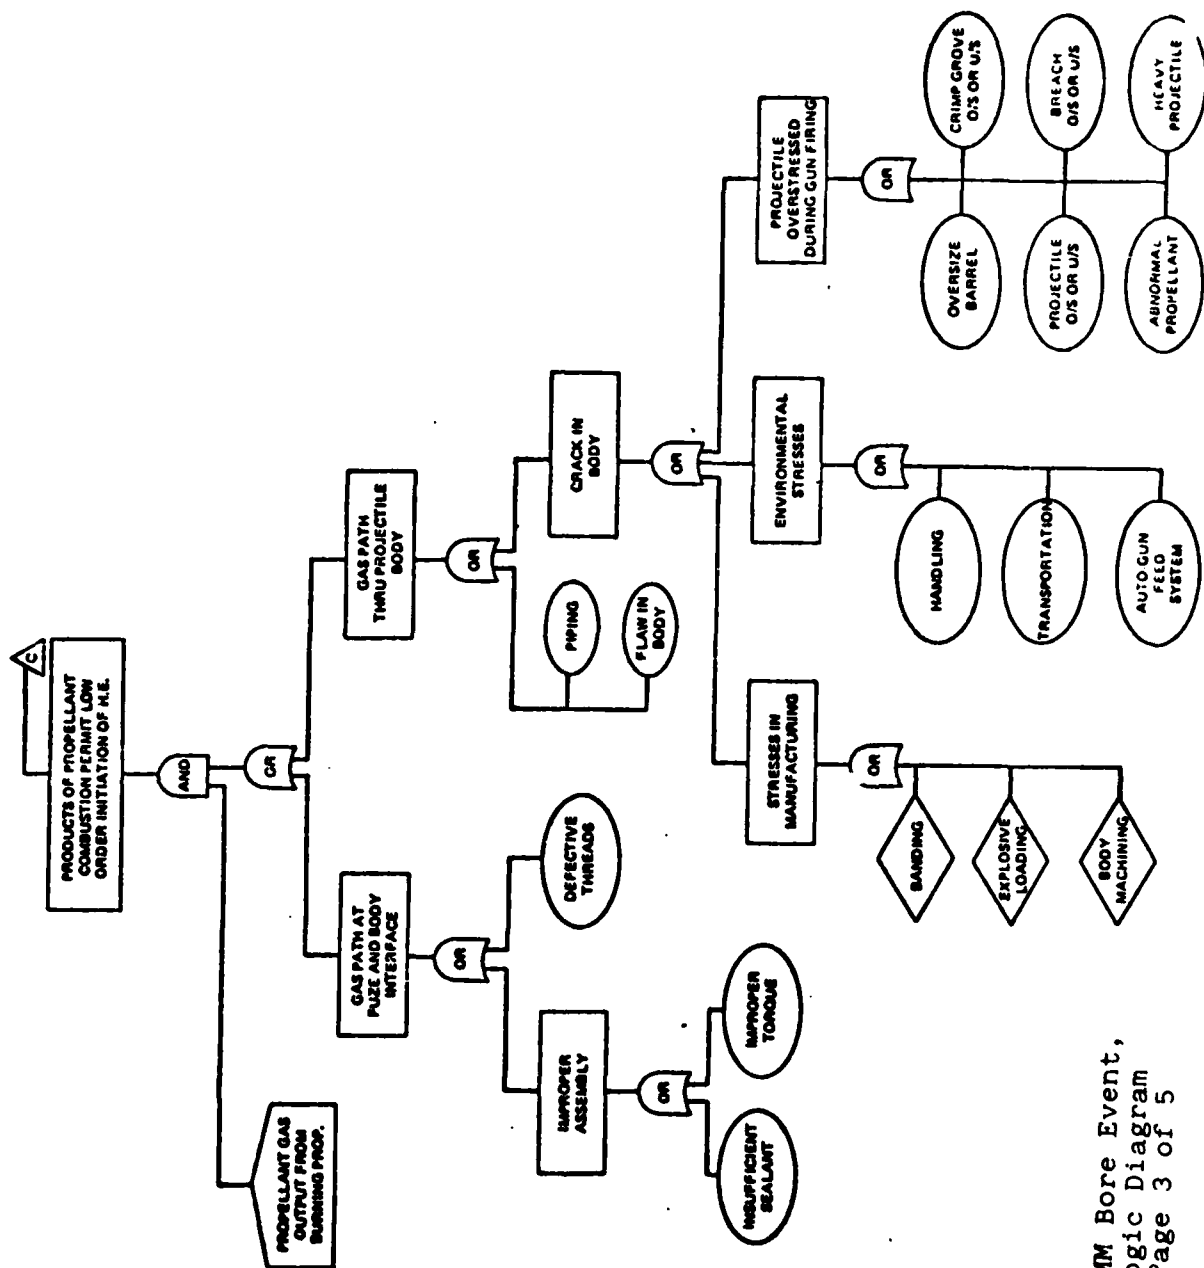 C
PRODUCTS OF PROPELLANT
COMBUSTION PERMIT LOW
ORDER INITIATION OF H.E.
AND
PROPELLANT GAS
OUTPUT FROM
BURNING PROP.
OR
GAS PATH AT
FUZE AND BODY
INTERFACE
GAS PATH
THRU PROJECTILE
BODY
OR
OR
IMPROPER
ASSEMBLY
DEFECTIVE
THREADS
PIPING
FLAW IN
BODY
CRACK IN
BODY
OR
INSUFFICIENT
SEALANT
IMPROPER
TORQUE
OR
STRESSES IN
MANUFACTURING
ENVIRONMENTAL
STRESSES
PROJECTILE
OVERSTRESSED
DURING GUN FIRING
OR
OR
OR
BANDING
EXPLOSIVE
LOADING
BODY
MACHINING
HANDLING
TRANSPORTATION
AUTO GUN
FEED
SYSTEM
OVERSIZE
BARREL
CRIMP GROVE
O/S OR U/S
PROJECTILE
O/S OR U/S
BREACH
O/S OR U/S
ABNORMAL
PROPELLANT
HEAVY
PROJECTILE
MM Bore Event,
ogic Diagram
Page 3 of 5